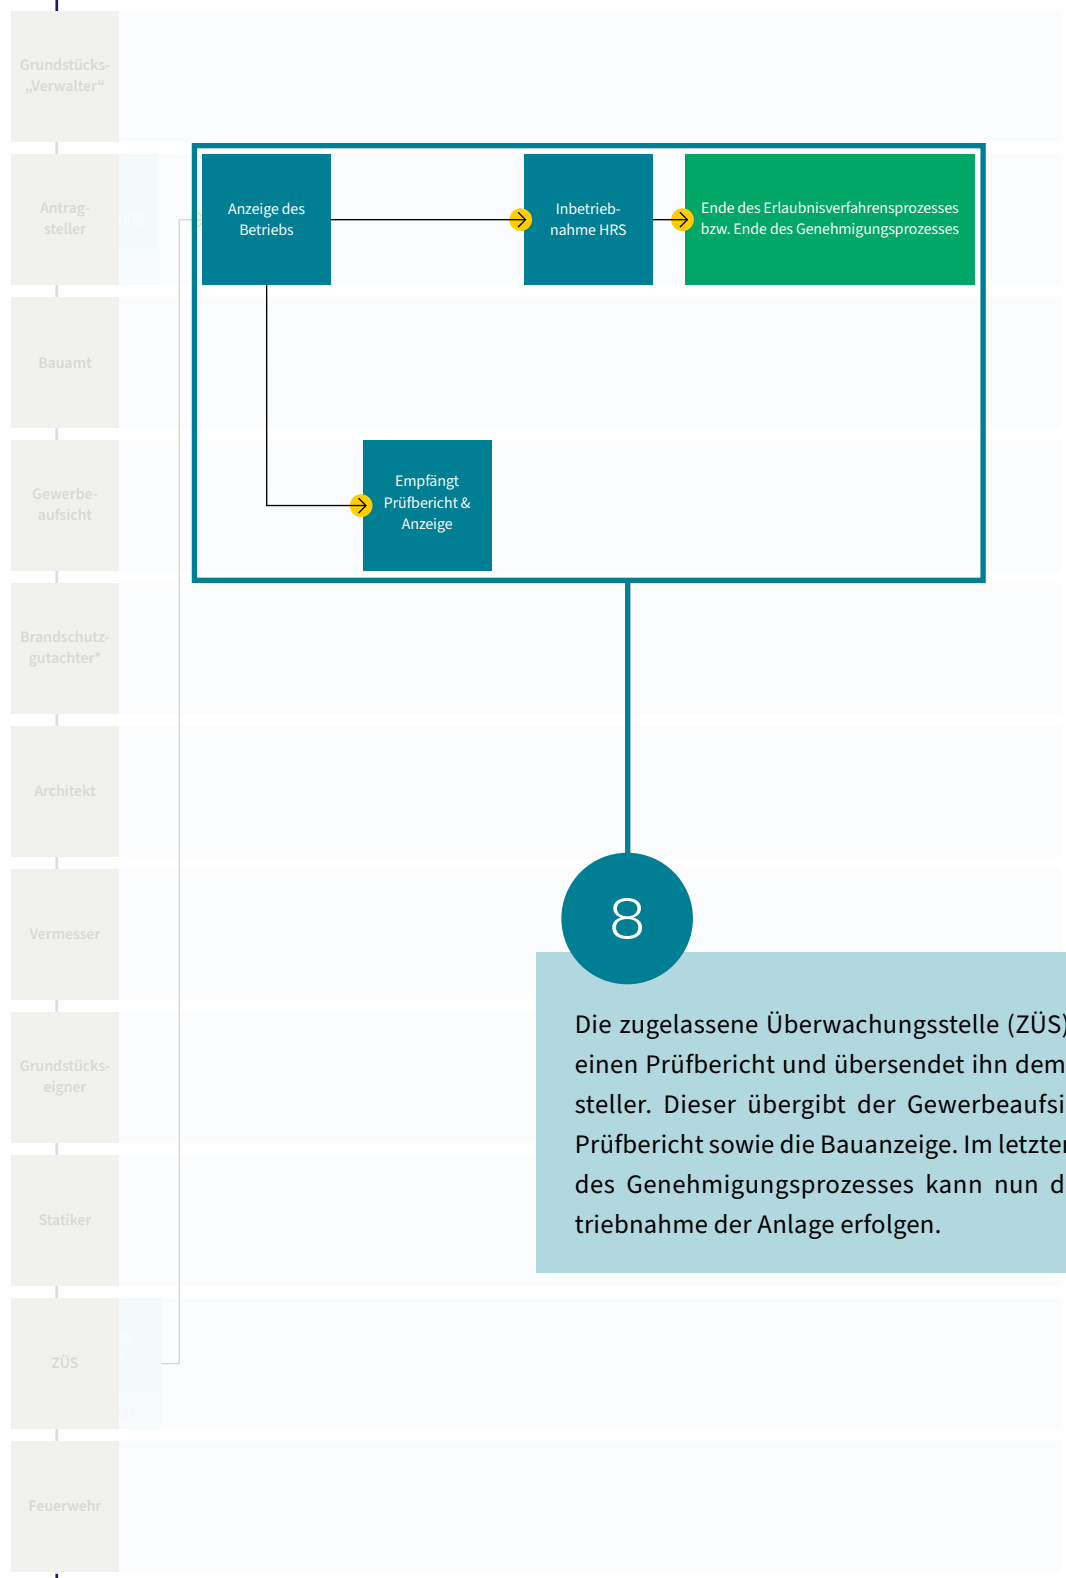 Grundstücks-
„Verwalter“
Antrag-
steller
Anzeige des
Betriebs
Inbetrieb-
nahme HRS
Ende des Erlaubnisverfahrensprozesses
bzw. Ende des Genehmigungsprozesses
Bauamt
Gewerbe-
aufsicht
Empfängt
Prüfbericht &
Anzeige
Brandschutz-
gutachter*
Architekt
Vermesser
8
Grundstücks-
eigner
Die zugelassene Überwachungsstelle (ZÜS)
einen Prüfbericht und übersendet ihn dem
steller. Dieser übergibt der Gewerbeaufsi
Prüfbericht sowie die Bauanzeige. Im letzter
des Genehmigungsprozesses kann nun d
triebnahme der Anlage erfolgen.
Statiker
ZÜS
Feuerwehr